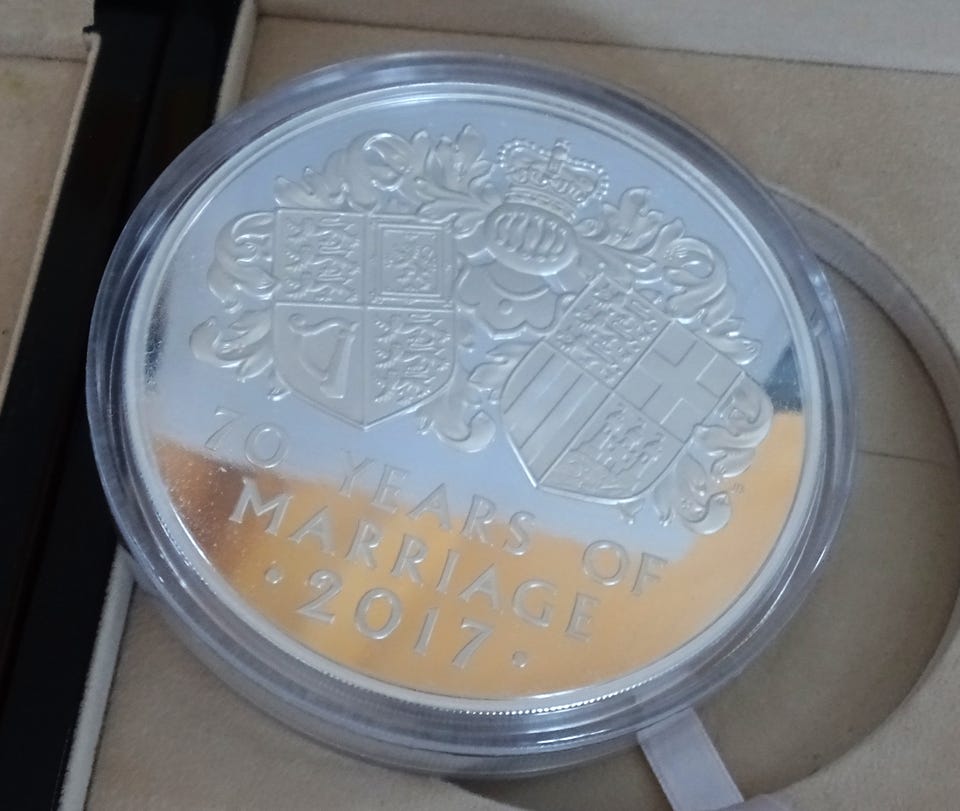 70 YEARS OF
MARRIAGE
· 2017 ·